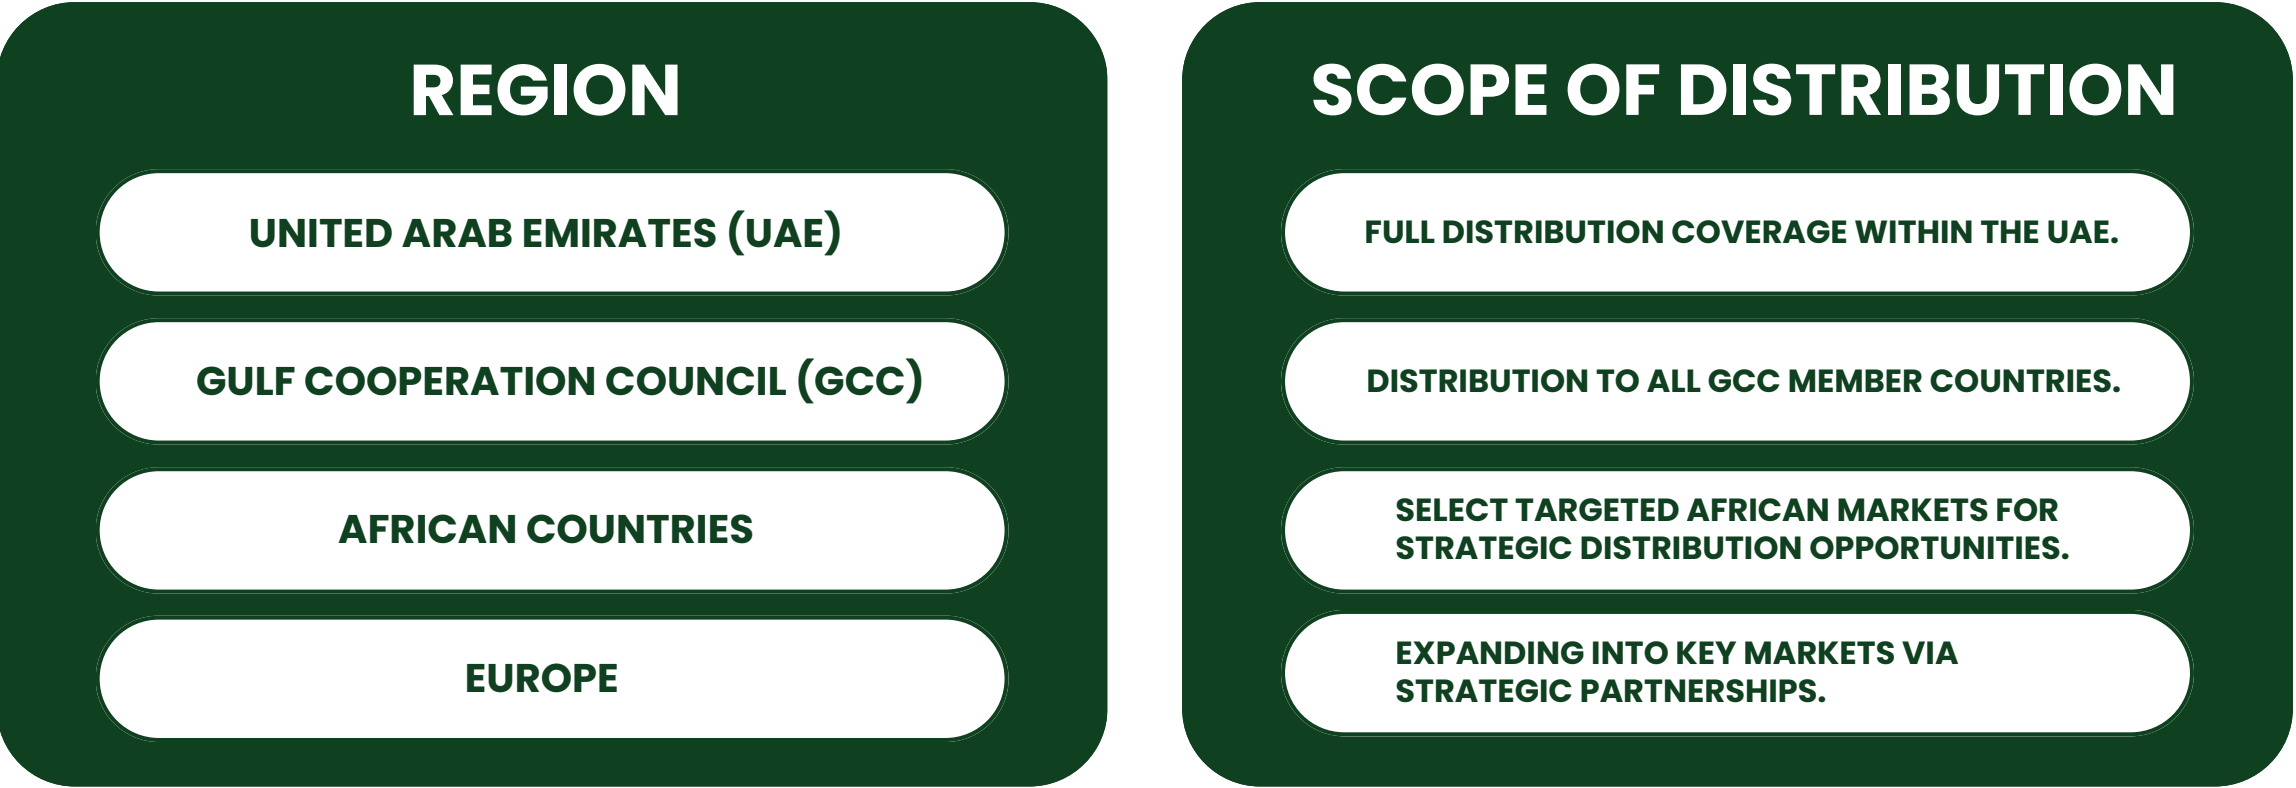 REGION
UNITED ARAB EMIRATES (UAE)
GULF COOPERATION COUNCIL (GCC)
AFRICAN COUNTRIES
EUROPE
SCOPE OF DISTRIBUTION
FULL DISTRIBUTION COVERAGE WITHIN THE UAE.
DISTRIBUTION TO ALL GCC MEMBER COUNTRIES.
SELECT TARGETED AFRICAN MARKETS FOR
STRATEGIC DISTRIBUTION OPPORTUNITIES.
EXPANDING INTO KEY MARKETS VIA
STRATEGIC PARTNERSHIPS.